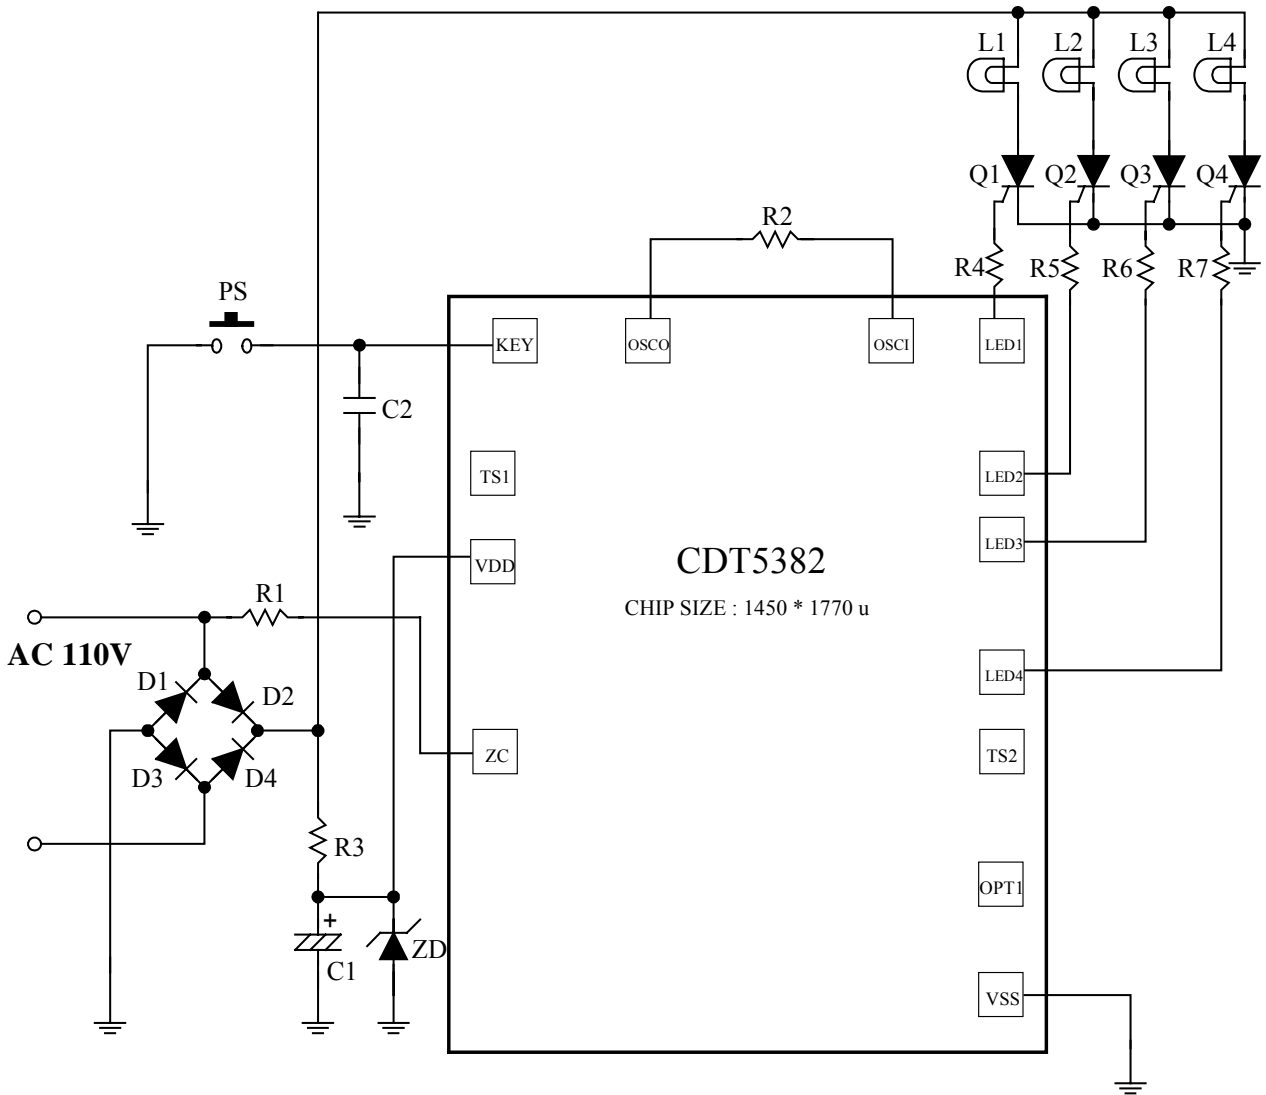 L1 L2 L3 L4
Q1 Q2 Q3 Q4
R2
R4 R5 R6 R7
PS
KEY OSCO OSCI LED1
C2
TS1 LED2
LED3
VDD CDT5382
R1 CHIP SIZE : 1450 * 1770 u
AC 110V
LED4
D1 D2
ZC TS2
D3 D4
R3
OPT1
+
ZD
C1
VSS